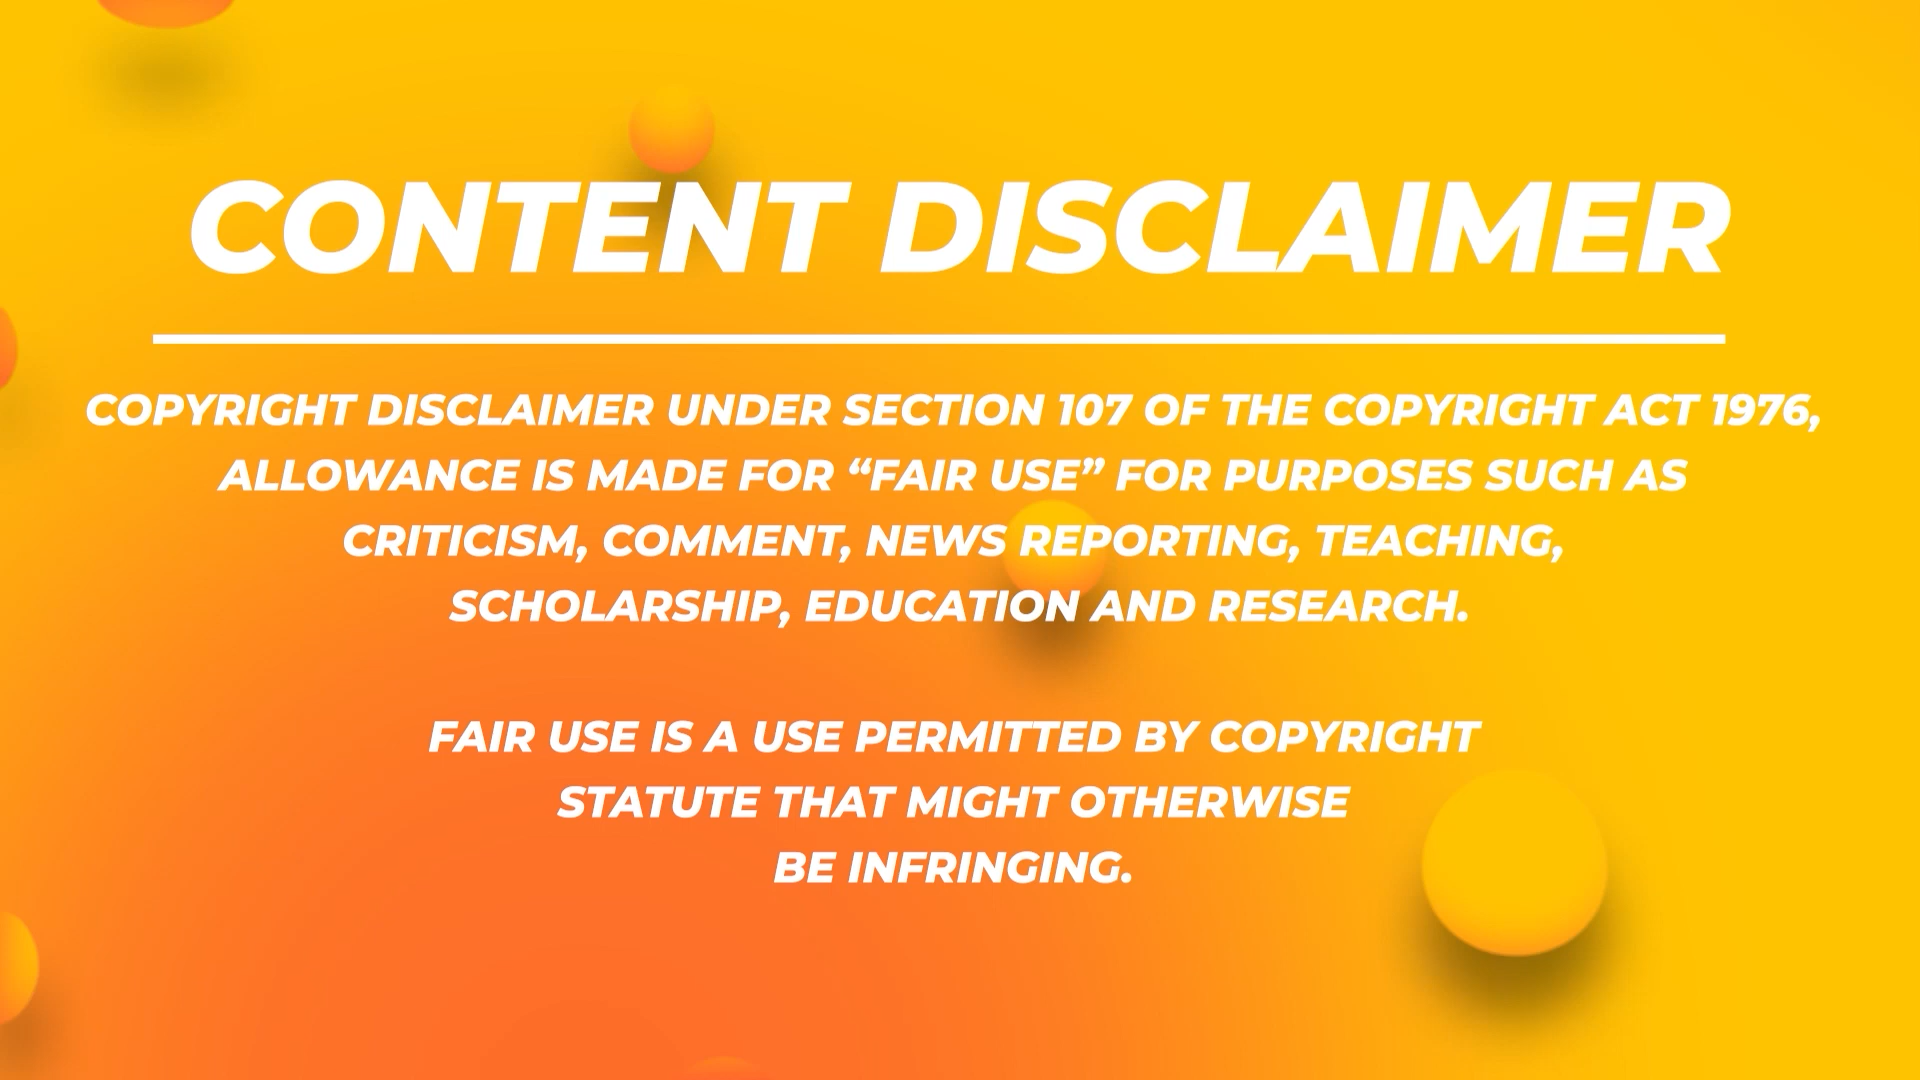 CONTENT DISCLAIMER
COPYRIGHT DISCLAIMER UNDER SECTION 107 OF THE COPYRIGHT ACT 1976,
ALLOWANCE IS MADE FOR “FAIR USE” FOR PURPOSES SUCH AS
CRITICISM, COMMENT, NEWS REPORTING, TEACHING,
SCHOLARSHIP, EDUCATION AND RESEARCH.
FAIR USE IS A USE PERMITTED BY COPYRIGHT
STATUTE THAT MIGHT OTHERWISE
BE INFRINGING.